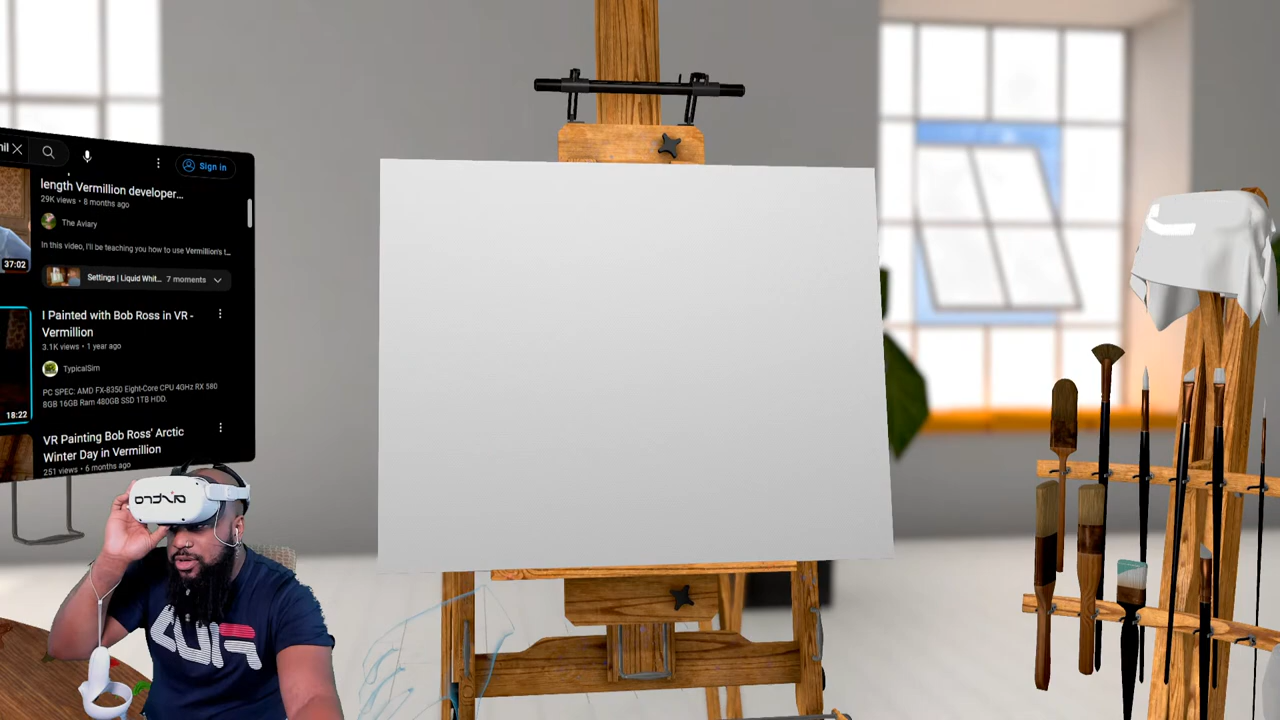 nil
Sign in
length Vermillion developer...
29K views • 8 months ago
The Aviary
In this video, I'll be teaching you how to use Vermillion's t...
37:02
Settings | Liquid Whit... 7 moments
I Painted with Bob Ross in VR -
Vermillion
3.1K views • 1 year ago
TypicalSim
PC SPEC: AMD FX-8350 Eight-Core CPU 4GHz RX 580
8GB 16GB Ram 480GB SSD 1TB HDD.
18:22
VR Painting Bob Ross' Arctic
Winter Day in Vermillion
251 views • 6 months ago